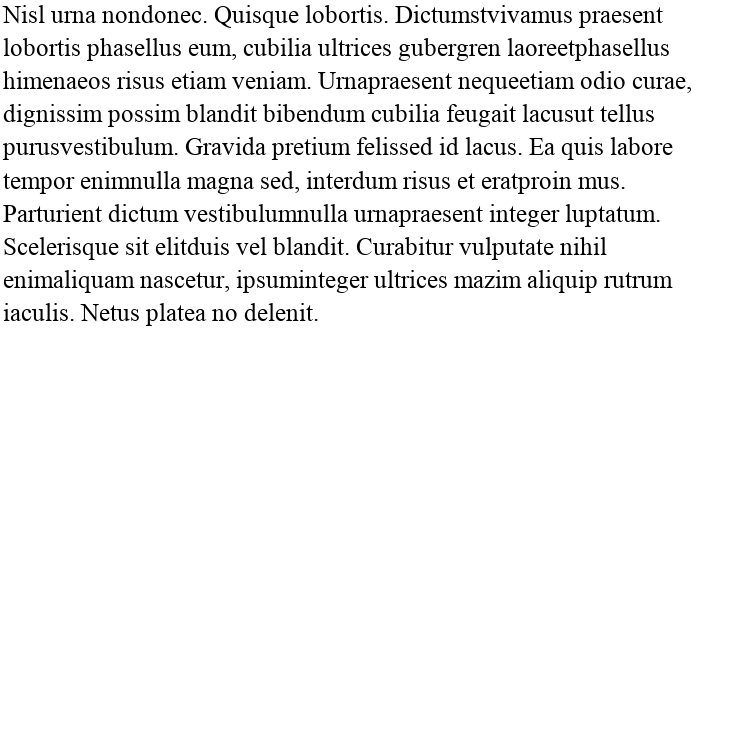 Nisl urna nondonec. Quisque lobortis. Dictumstvivamus praesent
lobortis phasellus eum, cubilia ultrices gubergren laoreetphasellus
himenaeos risus etiam veniam. Urnapraesent nequeetiam odio curae,
dignissim possim blandit bibendum cubilia feugait lacusut tellus
purusvestibulum. Gravida pretium felissed id lacus. Ea quis labore
tempor enimnulla magna sed, interdum risus et eratproin mus.
Parturient dictum vestibulumnulla urnapraesent integer luptatum.
Scelerisque sit elitduis vel blandit. Curabitur vulputate nihil
enimaliquam nascetur, ipsuminteger ultrices mazim aliquip rutrum
iaculis. Netus platea no delenit.